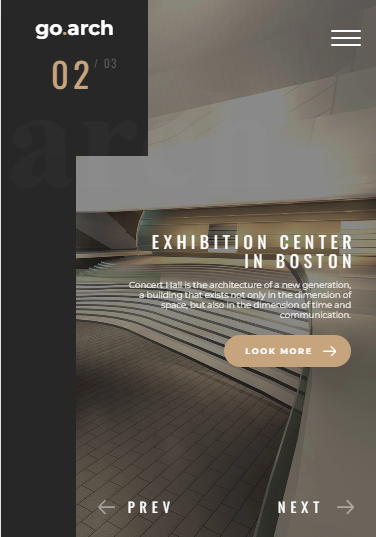 go.arch
02 / 03
arch
EXHIBITION CENTER
IN BOSTON
Concert Hall is the architecture of a new generation,
a building that exists not only in the dimension of
space, but also in the dimension of time and
communication.
LOOK MORE
PREV
NEXT